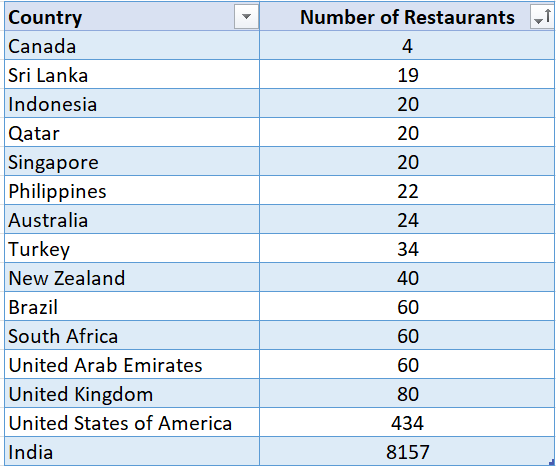 Country Number of Restaurants
Canada 4
Sri Lanka 19
Indonesia 20
Qatar 20
Singapore 20
Philippines 22
Australia 24
Turkey 34
New Zealand 40
Brazil 60
South Africa 60
United Arab Emirates 60
United Kingdom 80
United States of America 434
India 8157